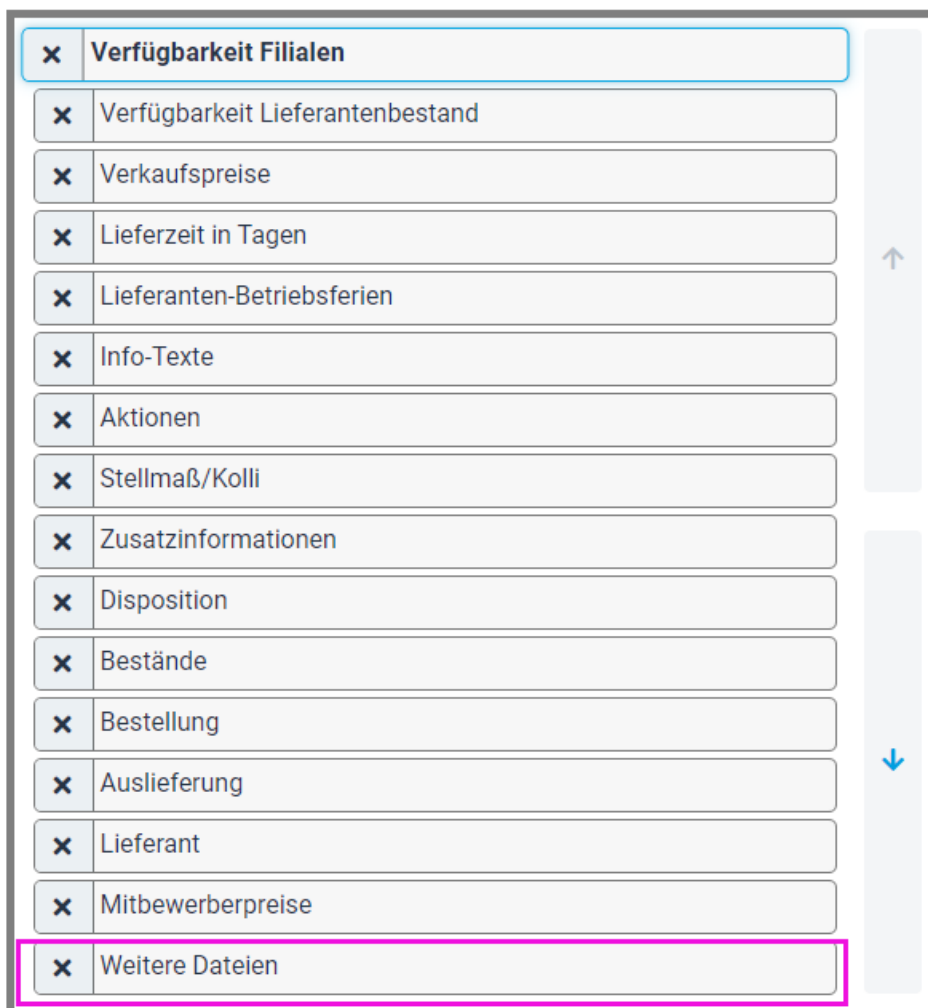 Verfügbarkeit Filialen
Verfügbarkeit Lieferantenbestand
Verkaufspreise
Lieferzeit in Tagen
Lieferanten-Betriebsferien
Info-Texte
Aktionen
Stellmaß/Kolli
Zusatzinformationen
Disposition
Bestände
Bestellung
Auslieferung
Lieferant
Mitbewerberpreise
Weitere Dateien